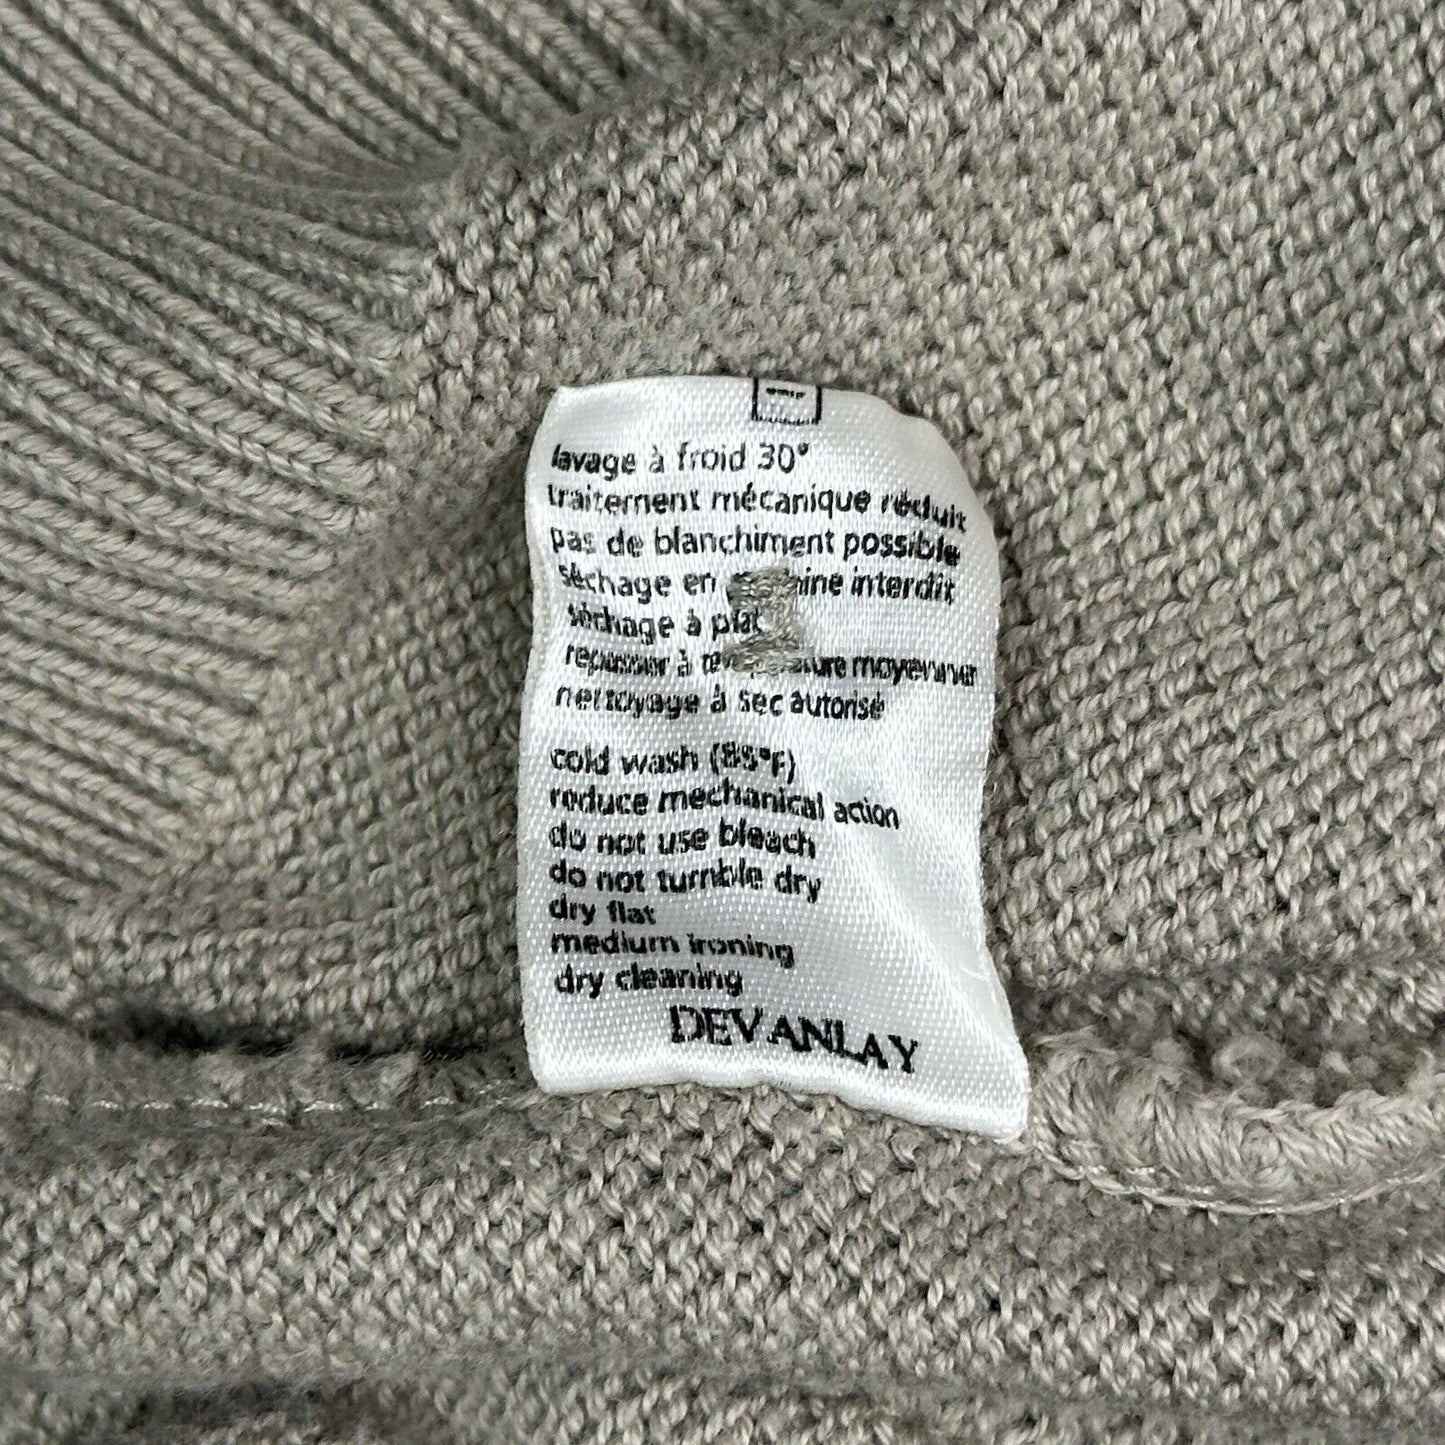 lavage à froid 30°
traitement mécanique réduit
pas de blanchiment possible
séchage en interdit
séchage à plat
repasser à moyenne
nettoyage à sec autorisé
cold wash (85°F)
reduce mechanical action
do not use bleach
do not tumble dry
dry flat
medium ironing
dry cleaning
DEVANLAY